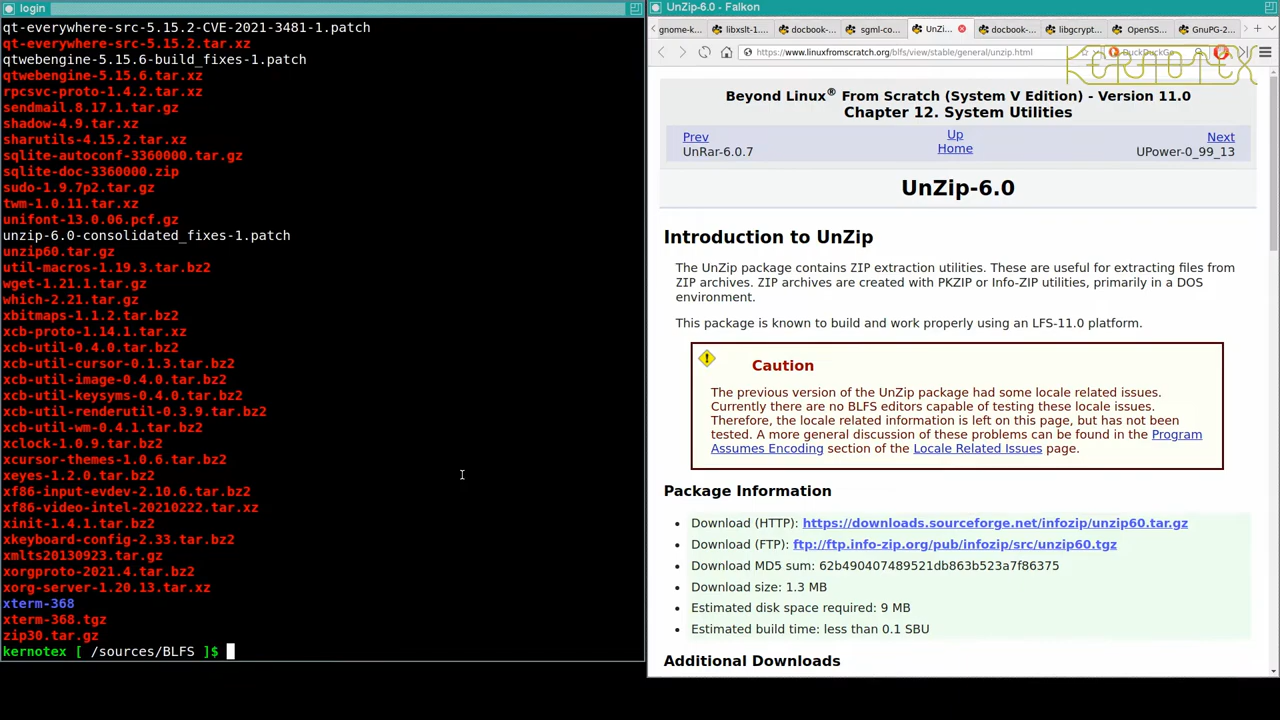 login
qt-everywhere-src-5.15.2-CVE-2021-3481-1.patch
qt-everywhere-src-5.15.2.tar.xz
qtwebengine-5.15.6-build_fixes-1.patch
qtwebengine-5.15.6.tar.xz
rpcsvc-proto-1.4.2.tar.xz
sendmail.8.17.1.tar.gz
shadow-4.9.tar.xz
sharutils-4.15.2.tar.xz
sqlite-autoconf-3360000.tar.gz
sqlite-doc-3360000.zip
sudo-1.9.7p2.tar.gz
twm-1.0.11.tar.xz
unifont-13.0.06.pcf.gz
unzip-6.0-consolidated_fixes-1.patch
unzip60.tar.gz
util-macros-1.19.3.tar.bz2
wget-1.21.1.tar.gz
which-2.21.tar.gz
xbitmaps-1.1.2.tar.bz2
xcb-proto-1.14.1.tar.xz
xcb-util-0.4.0.tar.bz2
xcb-util-cursor-0.1.3.tar.bz2
xcb-util-image-0.4.0.tar.bz2
xcb-util-keysyms-0.4.0.tar.bz2
xcb-util-renderutil-0.3.9.tar.bz2
xcb-util-wm-0.4.1.tar.bz2
xclock-1.0.9.tar.bz2
xcursor-themes-1.0.6.tar.bz2
xeyes-1.2.0.tar.bz2
xf86-input-evdev-2.10.6.tar.bz2
xf86-video-intel-20210222.tar.xz
xinit-1.4.1.tar.bz2
xkeyboard-config-2.33.tar.bz2
xmlts20130923.tar.gz
xorgproto-2021.4.tar.bz2
xorg-server-1.20.13.tar.xz
xterm-368
xterm-368.tgz
zip30.tar.gz
kernotex [ /sources/BLFS ]$
UnZip-6.0 - Falkon
gnome-k... libxslt-1.... docbook-... sgml-co... UnZi... docbook-... libgcrypt... OpenSS... GnuPG-2...
https://www.linuxfromscratch.org/blfs/view/stable/general/unzip.html DuckDuckGo
KERNOTEX
Beyond Linux® From Scratch (System V Edition) - Version 11.0
Chapter 12. System Utilities
Prev Up Next
UnRar-6.0.7 Home UPower-0_99_13
UnZip-6.0
Introduction to UnZip
The UnZip package contains ZIP extraction utilities. These are useful for extracting files from
ZIP archives. ZIP archives are created with PKZIP or Info-ZIP utilities, primarily in a DOS
environment.
This package is known to build and work properly using an LFS-11.0 platform.
Caution
The previous version of the UnZip package had some locale related issues.
Currently there are no BLFS editors capable of testing these locale issues.
Therefore, the locale related information is left on this page, but has not been
tested. A more general discussion of these problems can be found in the Program
Assumes Encoding section of the Locale Related Issues page.
Package Information
• Download (HTTP): https://downloads.sourceforge.net/infozip/unzip60.tar.gz
• Download (FTP): ftp://ftp.info-zip.org/pub/infozip/src/unzip60.tgz
• Download MD5 sum: 62b490407489521db863b523a7f86375
• Download size: 1.3 MB
• Estimated disk space required: 9 MB
• Estimated build time: less than 0.1 SBU
Additional Downloads